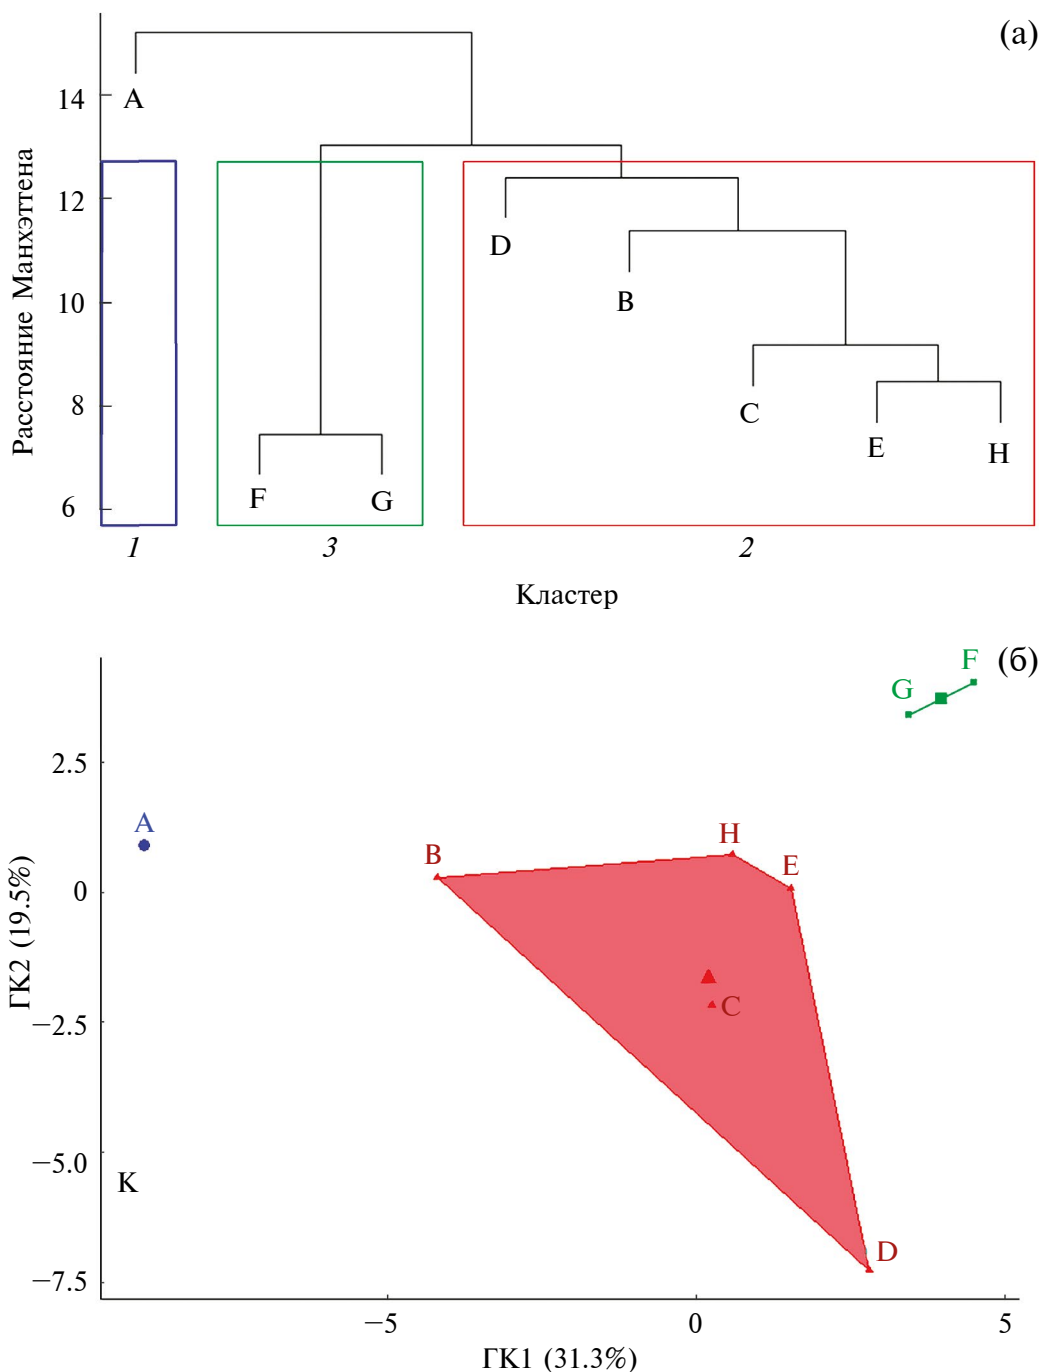 (а)
14
A
12
D
B
10
8
C
E
H
6
F
G
1
3
2
Расстояние Манхэттена
Кластер
(б)
F
G
2.5
A
H
B
E
0
C
−2.5
−5.0
K
D
−7.5
−5
0
5
ГК2 (19.5%)
ГК1 (31.3%)